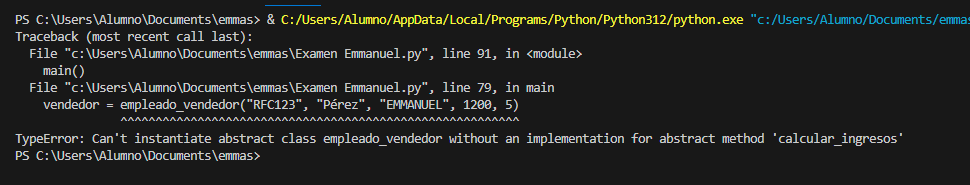 PS C:\Users\Alumno\Documents\emmas> & C:/Users/Alumno/AppData/Local/Programs/Python/Python312/python.exe "c:/Users/Alumno/Documents/emmas
Traceback (most recent call last):
  File "c:\Users\Alumno\Documents\emmas\Examen Emmanuel.py", line 91, in <module>
    main()
  File "c:\Users\Alumno\Documents\emmas\Examen Emmanuel.py", line 79, in main
    vendedor = empleado_vendedor("RFC123", "Pérez", "EMMANUEL", 1200, 5)
               ^^^^^^^^^^^^^^^^^^^^^^^^^^^^^^^^^^^^^^^^^^^^^^^^^^^^^^^^^
TypeError: Can't instantiate abstract class empleado_vendedor without an implementation for abstract method 'calcular_ingresos'
PS C:\Users\Alumno\Documents\emmas>